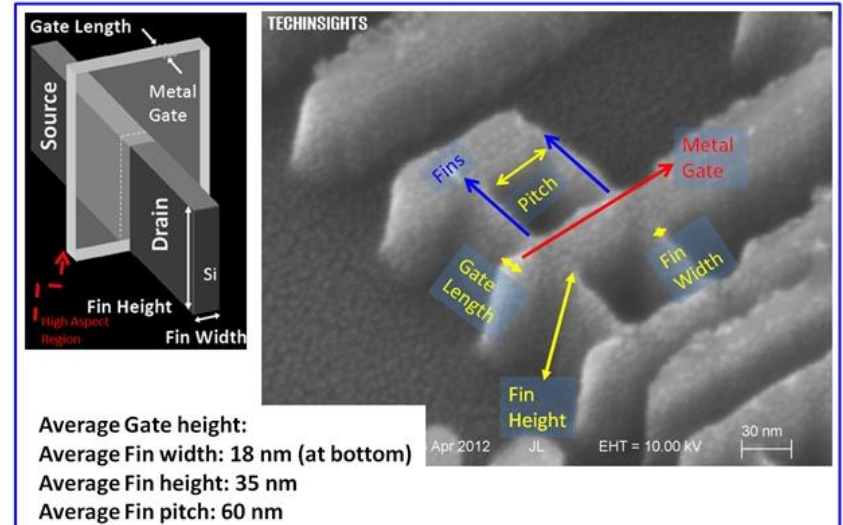 Gate Length
Metal
Gate
Source
Drain
Si
Fin Height
Fin Width
High Aspect
Region
TECHINSIGHTS
Fins
Pitch
Metal
Gate
Gate
Length
Fin
Width
Fin
Height
Apr 2012 JL EHT = 10.00 kV 30 nm
Average Gate height:
Average Fin width: 18 nm (at bottom)
Average Fin height: 35 nm
Average Fin pitch: 60 nm